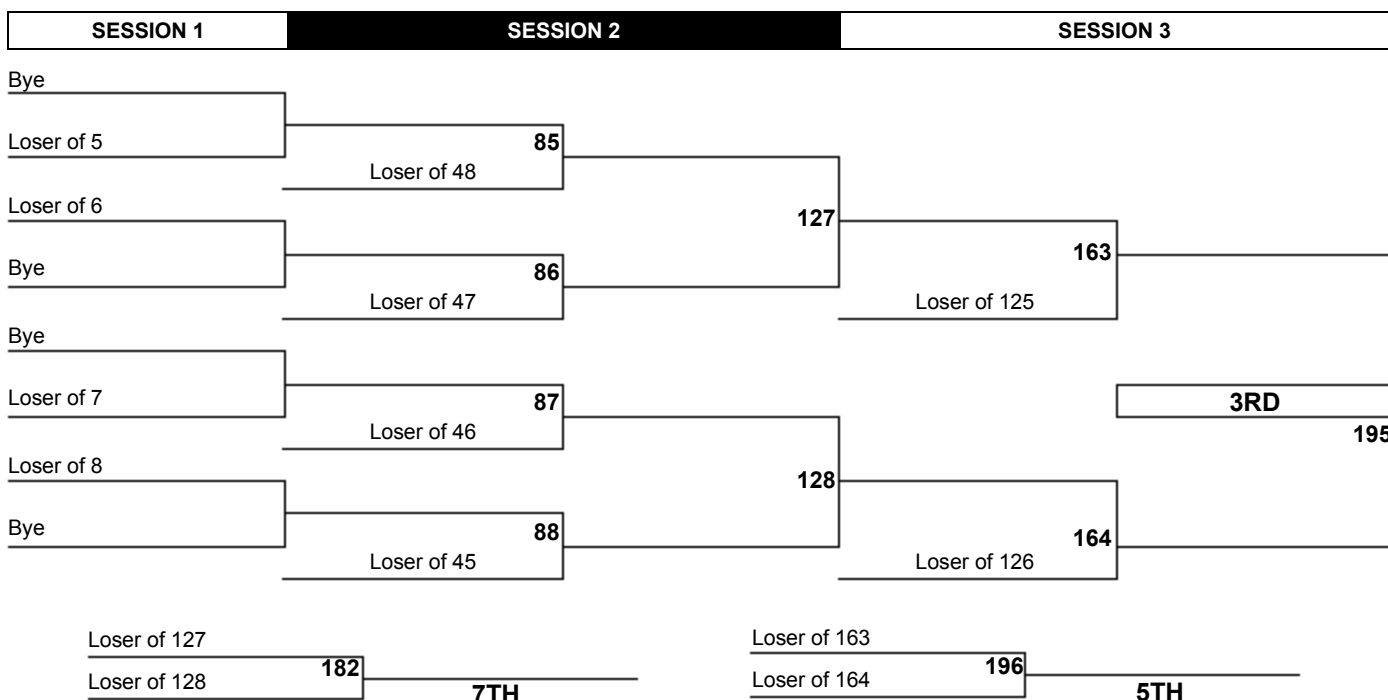 SESSION 1 SESSION 2 SESSION 3
Bye
Loser of 5
85
Loser of 48
Loser of 6
127
163
Bye
86
Loser of 47
Loser of 125
Bye
Loser of 7
87
3RD
Loser of 46
195
Loser of 8
128
Bye
88
164
Loser of 45
Loser of 126
Loser of 127
182
Loser of 128
7TH
Loser of 163
196
Loser of 164
5TH